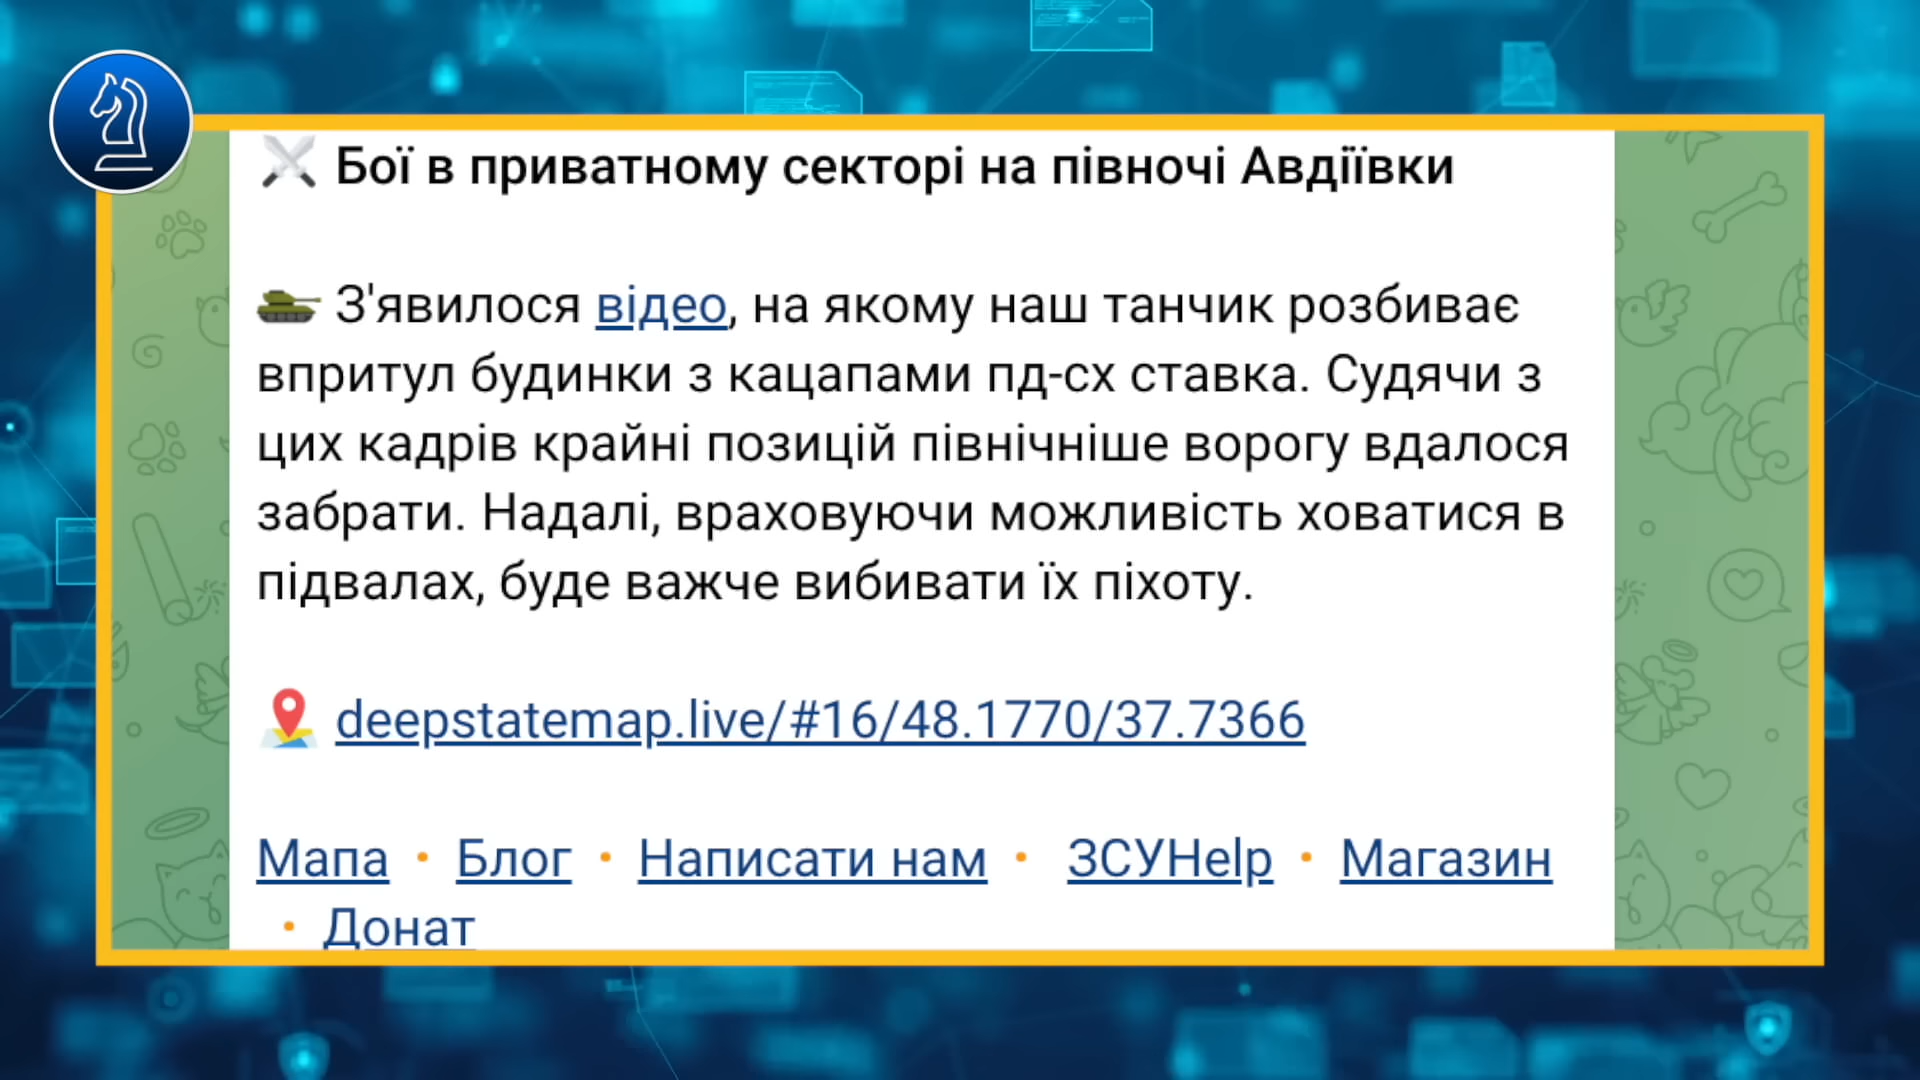 Бої в приватному секторі на півночі Авдіївки
З'явилося відео, на якому наш танчик розбиває
впритул будинки з кацапами пд-сх ставка. Судячи з
цих кадрів крайні позицій північніше ворогу вдалося
забрати. Надалі, враховуючи можливість ховатися в
підвалах, буде важче вибивати їх піхоту.
deepstatemap.live/#16/48.1770/37.7366
Мапа • Блог • Написати нам • ЗСУHelp • Магазин
• Донат